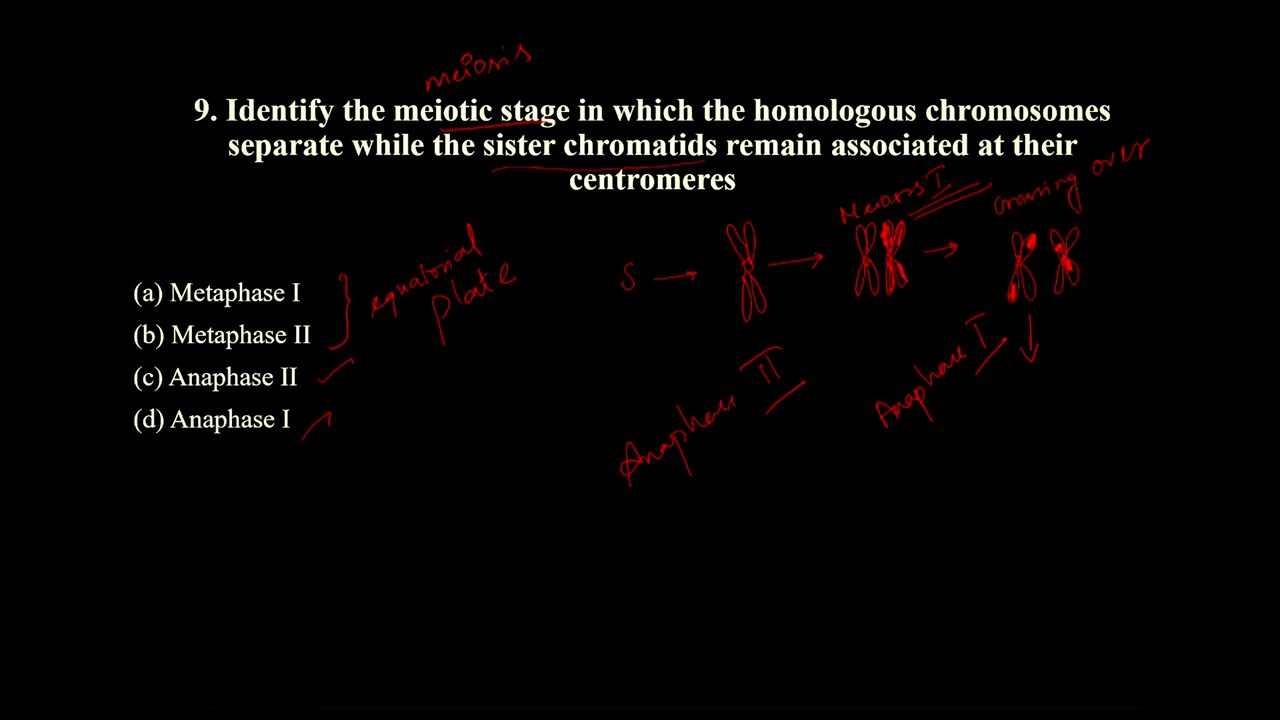 meiosis
9. Identify the meiotic stage in which the homologous chromosomes
separate while the sister chromatids remain associated at their
centromeres
Meiosis I
Crossing over
equatorial
plate
S
(a) Metaphase I
(b) Metaphase II
(c) Anaphase II
(d) Anaphase I
Anaphase II
Anaphase I